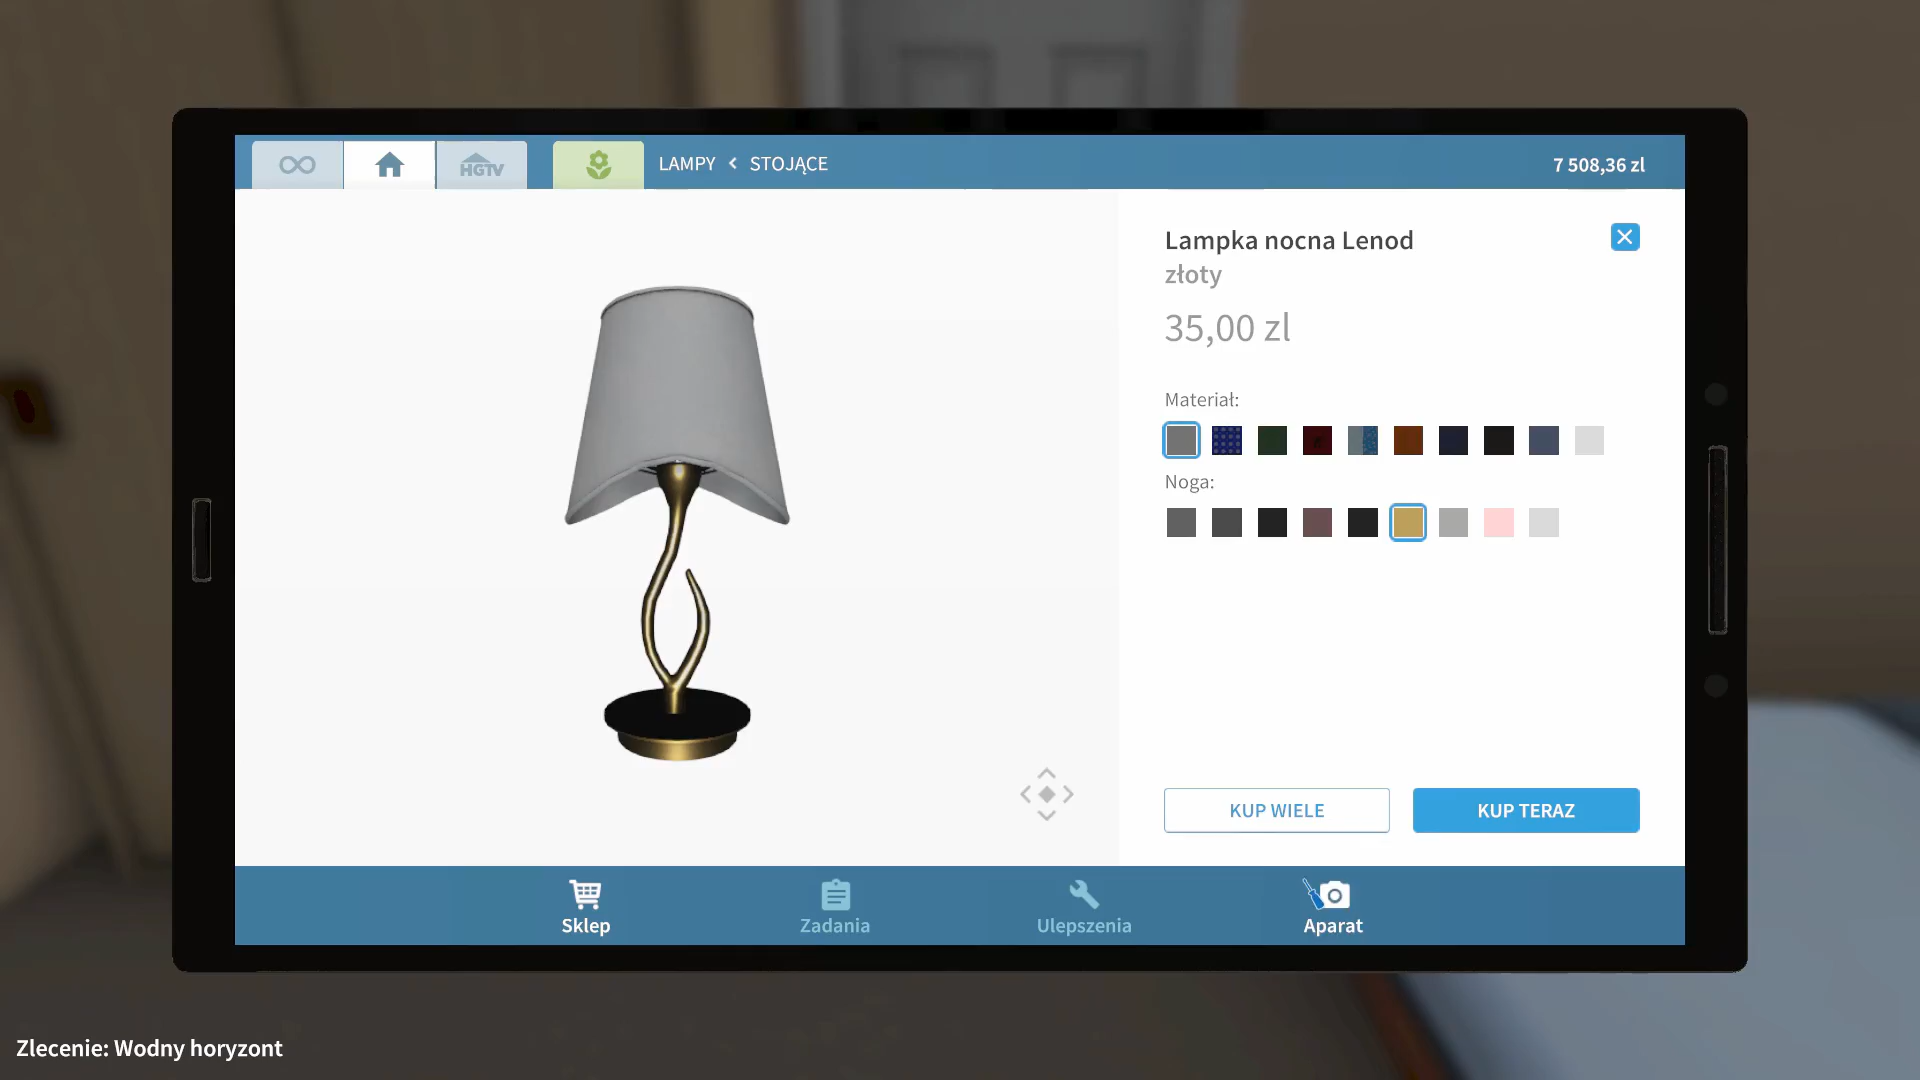 HGTV
LAMPY < STOJĄCE
7 508,36 zl
Lampka nocna Lenod
złoty
35,00 zl
Materiał:
Noga:
KUP WIELE
KUP TERAZ
Sklep
Zadania
Ulepszenia
Aparat
Zlecenie: Wodny horyzont